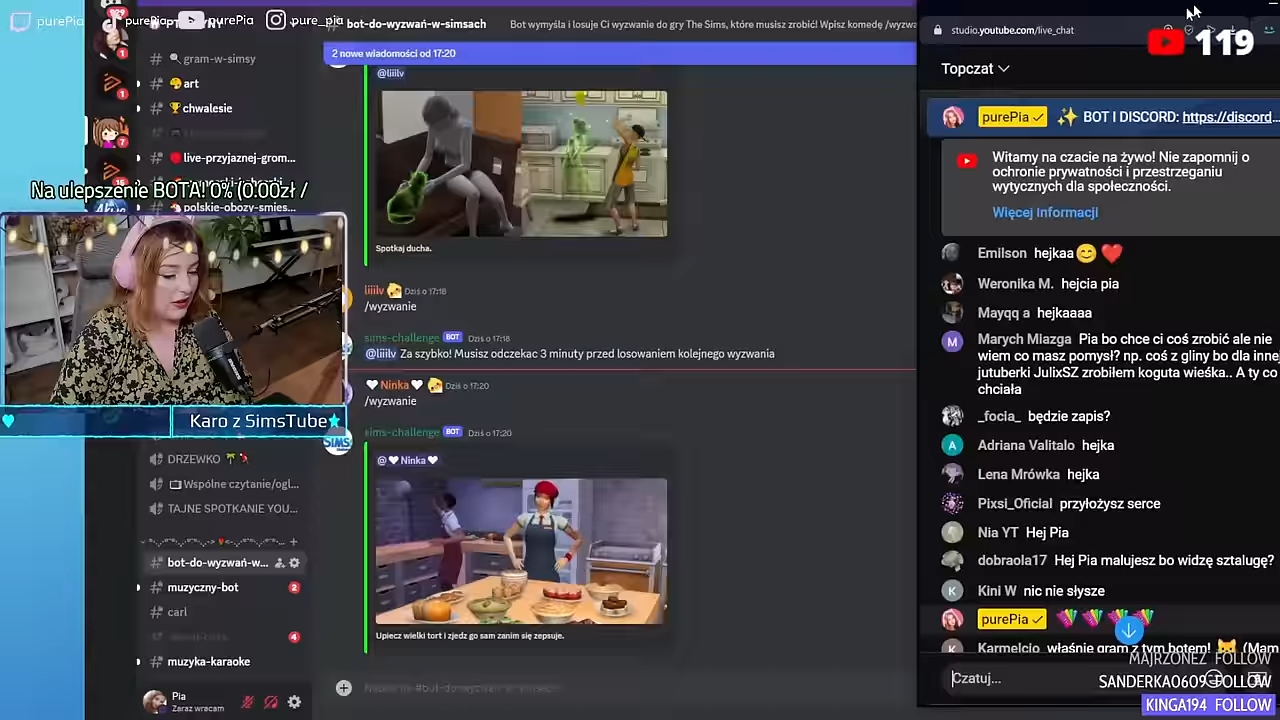 purePia
purePia
purePia
pure_pia
gram-w-simsy
art
chwalesie
live-przyjaznej-grom...
Na ulepszenie BOTA! 0% (0.00zł /
Karo z SimsTube
DRZEWKO
Wspólne czytanie/ogl...
TAJNE SPOTKANIE YOU...
bot-do-wyzwań-w...
muzyczny-bot
2
carl
4
muzyka-karaoke
Pia
Zaraz wracam
bot-do-wyzwań-w-simsach
Bot wymyśla i losuje Ci wyzwania do gry The Sims, które musisz zrobić! Wpisz komedę /wyzwa
2 nowe wiadomości od 17:20
@liiilv
Spotkaj ducha.
liiilv Dziś o 17:18
/wyzwanie
sims-challenge BOT Dziś o 17:18
@liiilv Za szybko! Musisz odczekac 3 minuty przed losowaniem kolejnego wyzwania
Ninka Dziś o 17:20
/wyzwanie
sims-challenge BOT Dziś o 17:20
@ Ninka
Upiecz wielki tort i zjedz go sam zanim się zepsuje.
studio.youtube.com/live_chat
119
Topczat
purePia BOT I DISCORD: https://discord...
Witamy na czacie na żywo! Nie zapomnij o
ochronie prywatności i przestrzeganiu
wytycznych dla społeczności.
Więcej Informacji
Emilson hejkaa
Weronika M. hejcia pia
Mayqq a hejkaaaa
Marych Mlazga Pia bo chce ci coś zrobić ale nie
wiem co masz pomysł? np. coś z gliny bo dla innej
jutuberki JulixSZ zrobiłem koguta wieśka.. A ty co
chciała
_focia_ będzie zapis?
Adriana Valitalo hejka
Lena Mrówka hejka
Pixsi_Oficial przyłożysz serce
Nia YT Hej Pia
dobraola17 Hej Pia malujesz bo widzę sztalugę?
Kini W nic nie słysze
purePia
Karmelcio właśnie gram z tym botem! (Mam
MAJRZONEZ FOLLOW
Czatuj...
SANDERKA0609 FOLLOW
KINGA194 FOLLOW